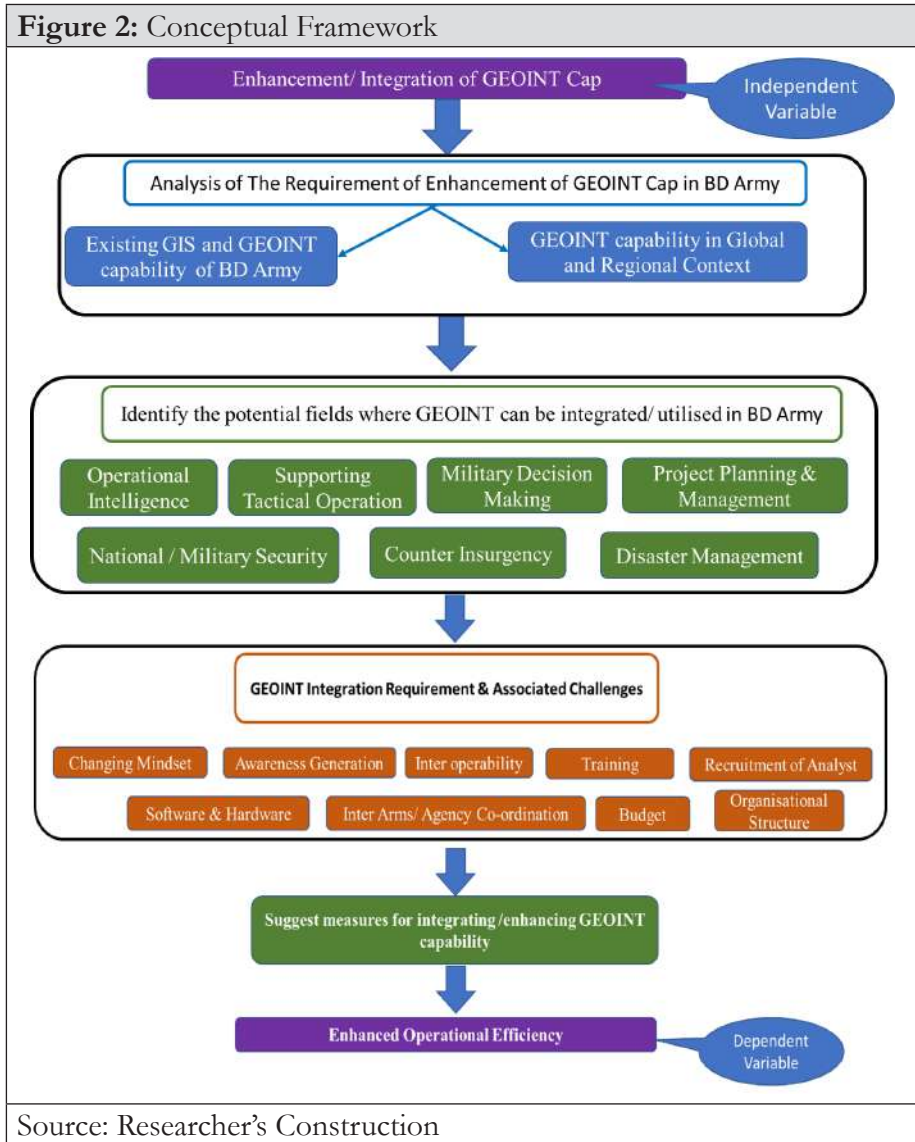 Figure 2: Conceptual Framework
Enhancement/ Integration of GEOINT Cap
Independent
Variable
Analysis of The Requirement of Enhancement of GEOINT Cap in BD Army
Existing GIS and GEOINT
capability of BD Army
GEOINT capability in Global
and Regional Context
Identify the potential fields where GEOINT can be integrated/ utilised in BD Army
Operational
Intelligence
Supporting
Tactical Operation
Military Decision
Making
Project Planning &
Management
National / Military Security
Counter Insurgency
Disaster Management
GEOINT Integration Requirement & Associated Challenges
Changing Mindset
Awareness Generation
Inter operability
Training
Recruitment of Analyst
Software & Hardware
Inter Arms/ Agency Co-ordination
Budget
Organisational
Structure
Suggest measures for integrating/enhancing GEOINT
capability
Enhanced Operational Efficiency
Dependent
Variable
Source: Researcher's Construction